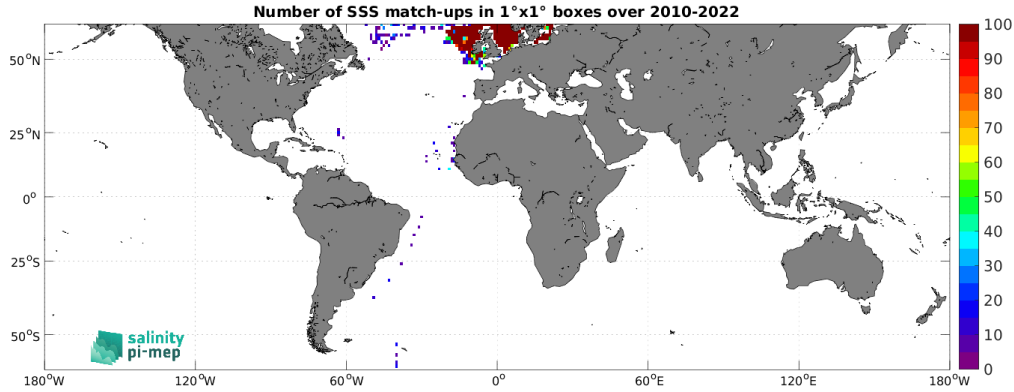 Number of SSS match-ups in 1°x1° boxes over 2010-2022
100
90
80
70
60
50
40
30
20
10
0
50°N
25°N
0°
25°S
50°S
salinity
pi-mep
180°W
120°W
60°W
0°
60°E
120°E
180°W